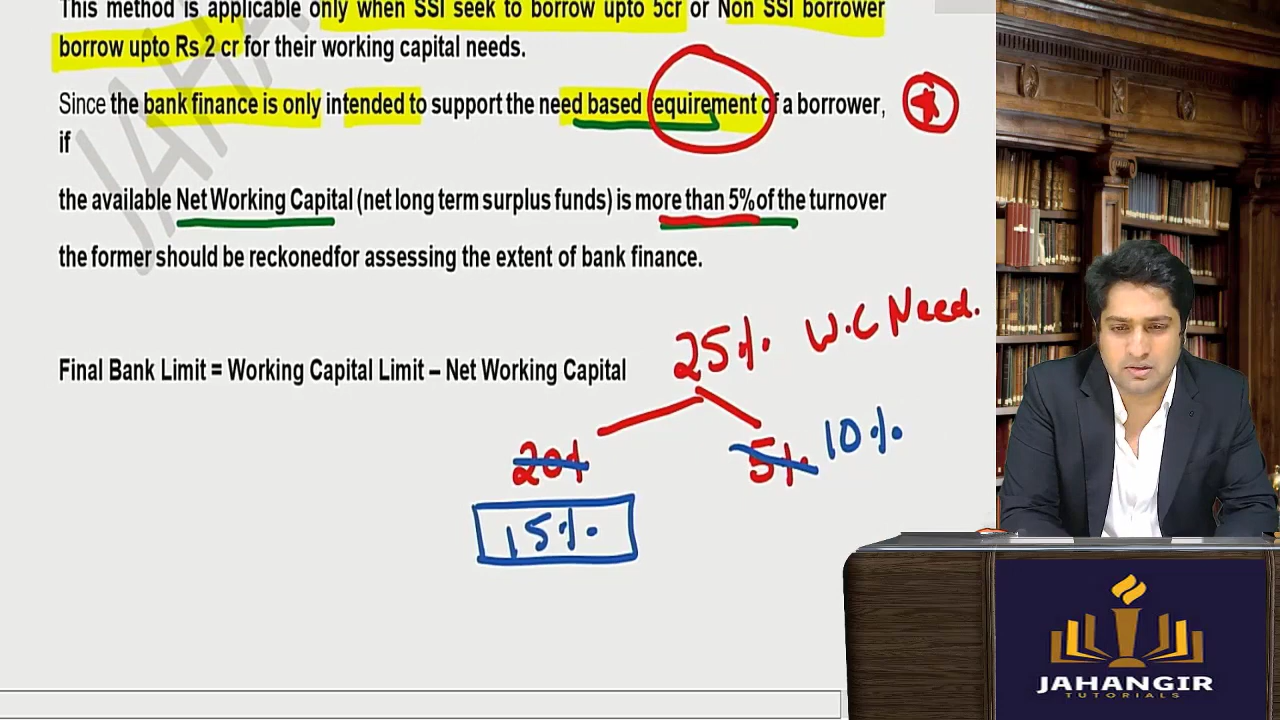 This method is applicable only when SSI seek to borrow upto 5cr or Non SSI borrower
borrow upto Rs 2 cr for their working capital needs.
Since the bank finance is only intended to support the need based requirement of a borrower,
if
the available Net Working Capital (net long term surplus funds) is more than 5%of the turnover
the former should be reckonedfor assessing the extent of bank finance.
25% W.C Need.
Final Bank Limit = Working Capital Limit – Net Working Capital
20% 5% 10%
15%
JAHANGIR
TUTORIALS